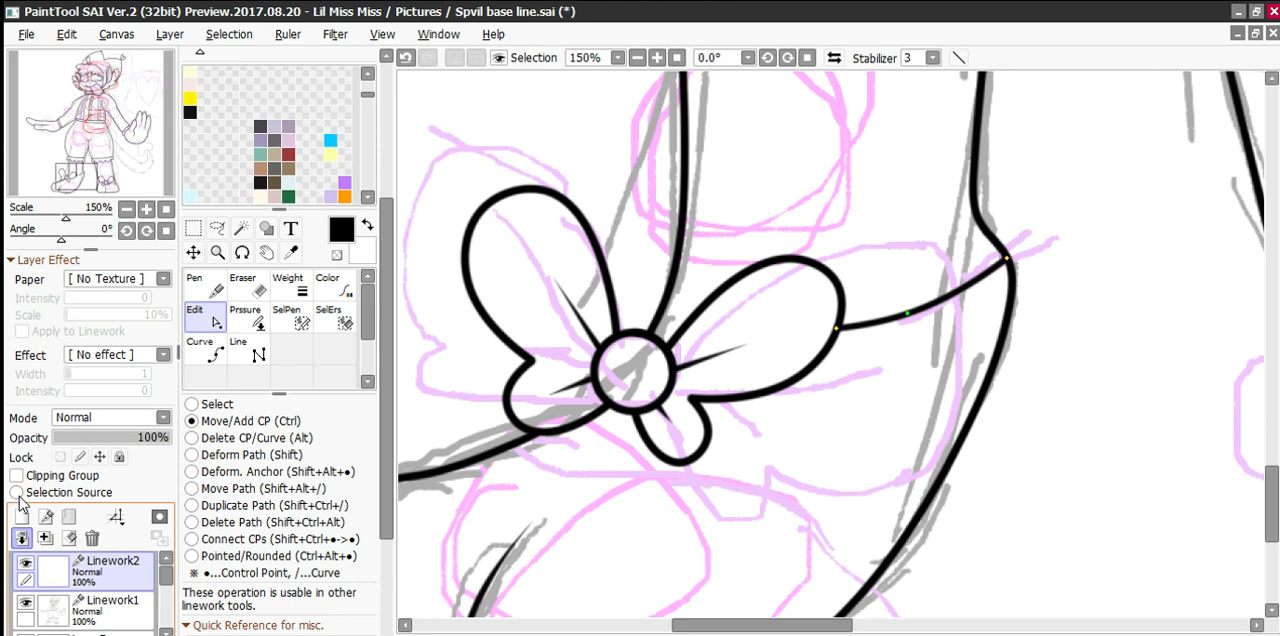 PaintTool SAI Ver.2 (32bit) Preview.2017.08.20 - Lil Miss Miss / Pictures / Spvil base line.sai (*)
File Edit Canvas Layer Selection Ruler Filter View Window Help
Selection 150% 0.0° Stabilizer 3
Scale 150%
Angle 0°
Layer Effect
Paper [ No Texture ]
Intensity 0
Scale 10%
Apply to Linework
Effect [ No effect ]
Width 1
Intensity 0
Mode Normal
Opacity 100%
Lock
Clipping Group
Selection Source
Linework2
Normal
100%
Linework1
Normal
100%
T
Pen Eraser Weight Color
Edit Prssure SelPen SelErs
Curve Line
Select
Move/Add CP (Ctrl)
Delete CP/Curve (Alt)
Deform Path (Shift)
Deform. Anchor (Shift+Alt+●)
Move Path (Shift+Alt+/)
Duplicate Path (Shift+Ctrl+/)
Delete Path (Shift+Ctrl+Alt)
Connect CPs (Shift+Ctrl+●->●)
Pointed/Rounded (Ctrl+Alt+●)
※ ●...Control Point, /...Curve
These operation is usable in other
linework tools.
Quick Reference for misc.